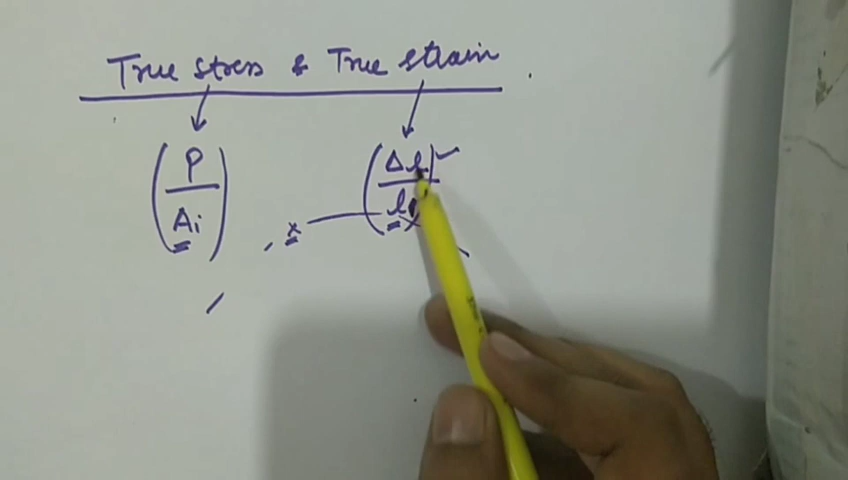 True stress & True strain
(P/Ai) (Δl/l
x x